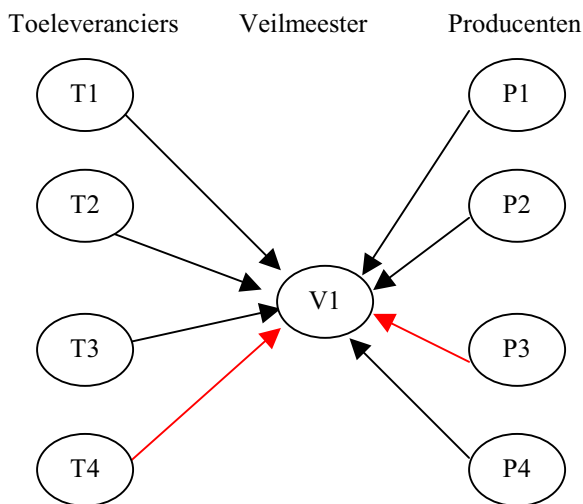 Toeleveranciers Veilmeester Producenten
T1 P1
T2 P2
V1
T3 P3
T4 P4